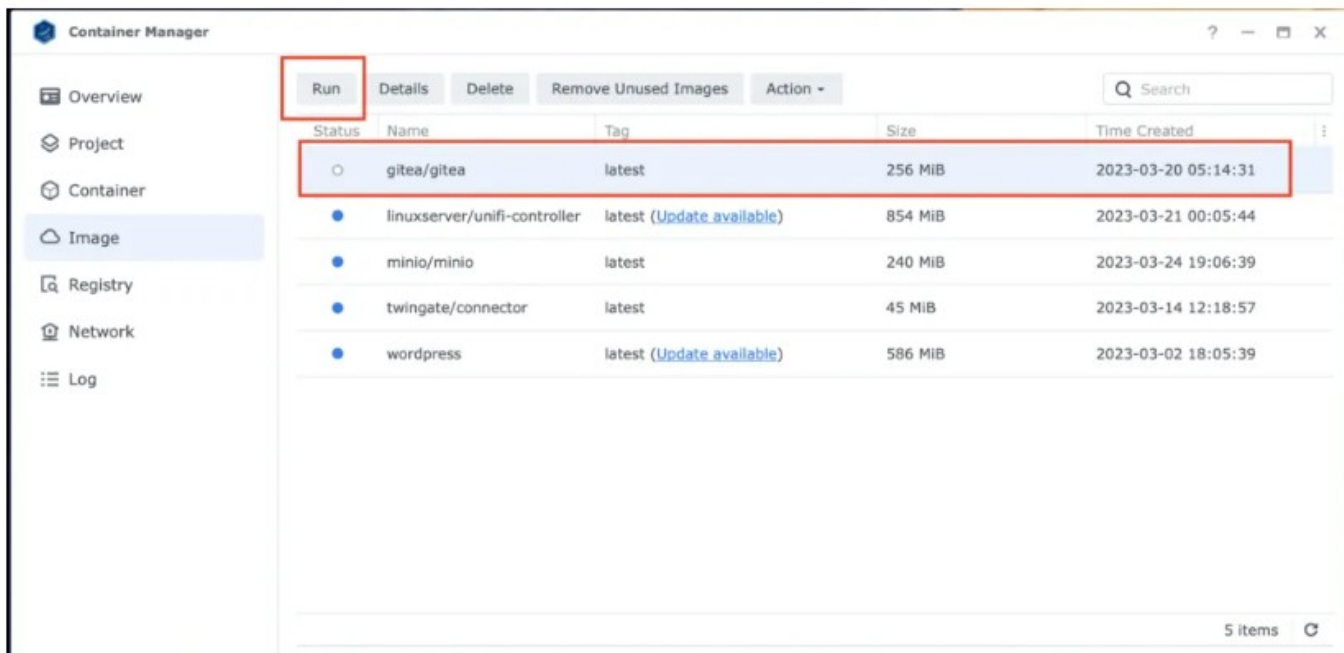 Container Manager
?
Overview
Project
Container
Image
Registry
Network
Log
Run Details Delete Remove Unused Images Action
Search
Status Name Tag Size Time Created
gitea/gitea latest 256 MiB 2023-03-20 05:14:31
linuxserver/unifi-controller latest (Update available) 854 MiB 2023-03-21 00:05:44
minio/minio latest 240 MiB 2023-03-24 19:06:39
twingate/connector latest 45 MiB 2023-03-14 12:18:57
wordpress latest (Update available) 586 MiB 2023-03-02 18:05:39
5 items